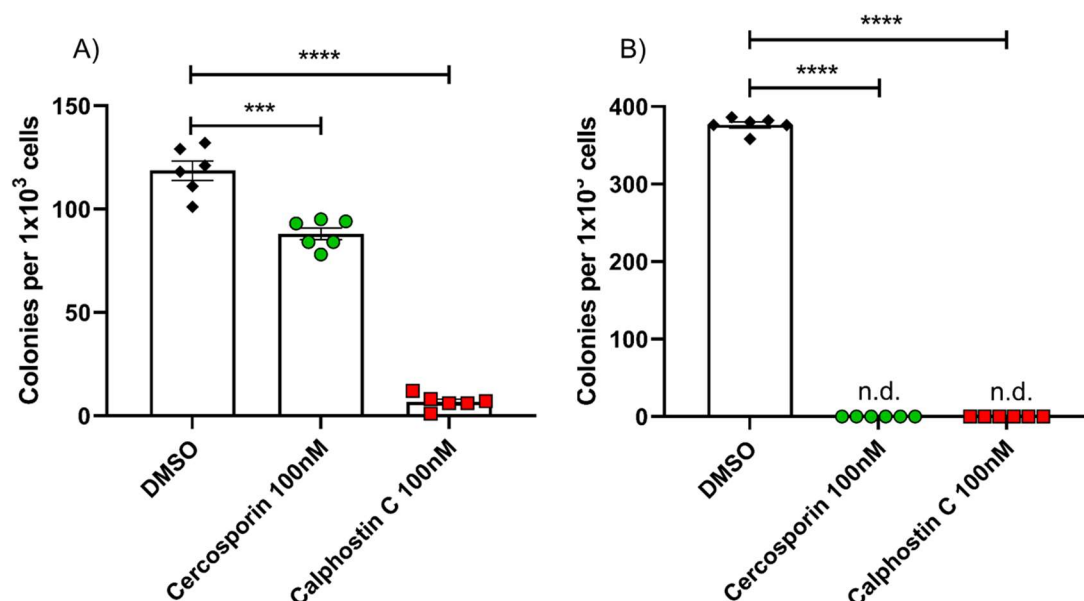 A)
****
***
Colonies per 1x10³ cells
150
100
50
0
DMSO
Cercosporin 100nM
Calphostin C 100nM
B)
****
****
Colonies per 1x10 cells
400
300
200
100
0
n.d.
n.d.
DMSO
Cercosporin 100nM
Calphostin C 100nM